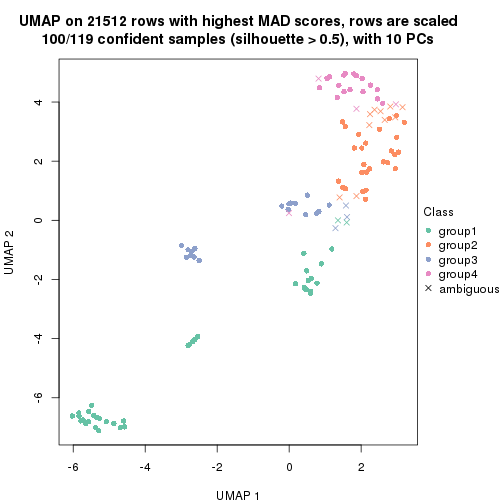 UMAP on 21512 rows with highest MAD scores, rows are scaled
100/119 confident samples (silhouette > 0.5), with 10 PCs
4
2
0
-2
-4
-6
UMAP 2
-6
-4
-2
0
2
UMAP 1
Class
group1
group2
group3
group4
ambiguous